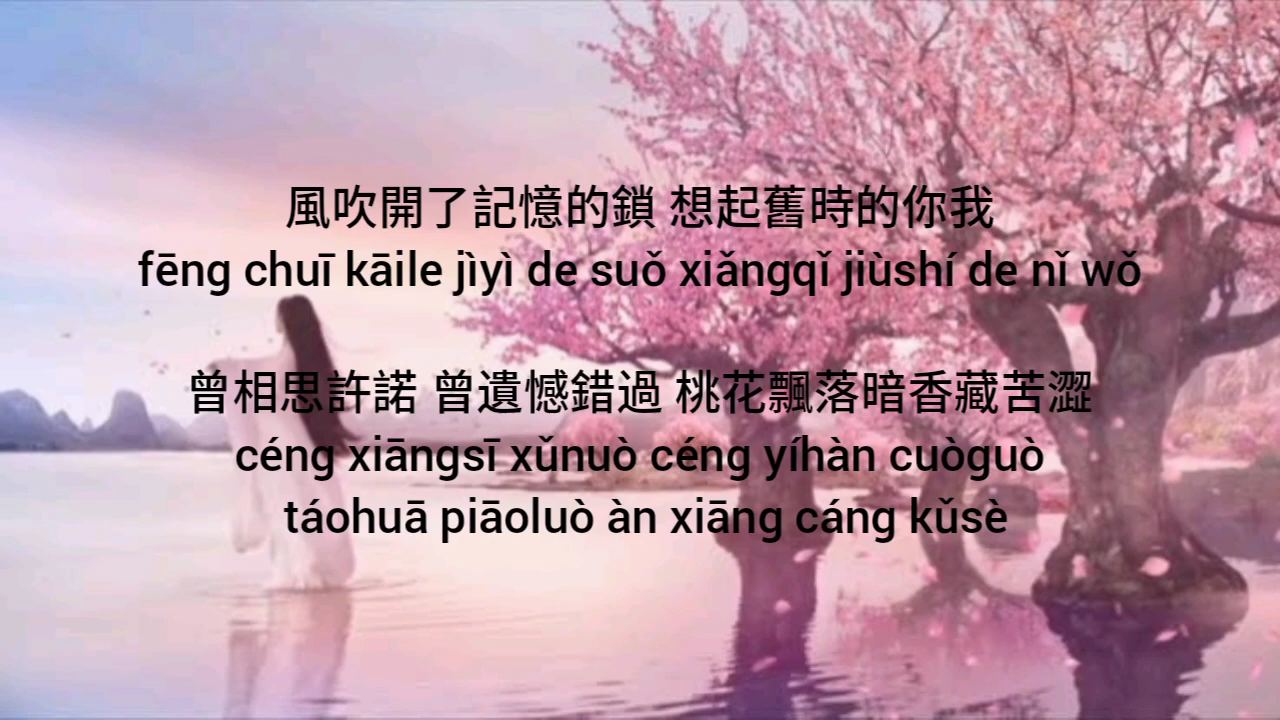 風吹開了記憶的鎖 想起舊時的你我
fēng chuī kāile jìyì de suǒ xiǎngqǐ jiùshí de nǐ wǒ
曾相思許諾 曾遺憾錯過 桃花飄落暗香藏苦澀
céng xiāngsī xǔnuò céng yíhàn cuòguò
táohuā piāoluò àn xiāng cáng kǔsè